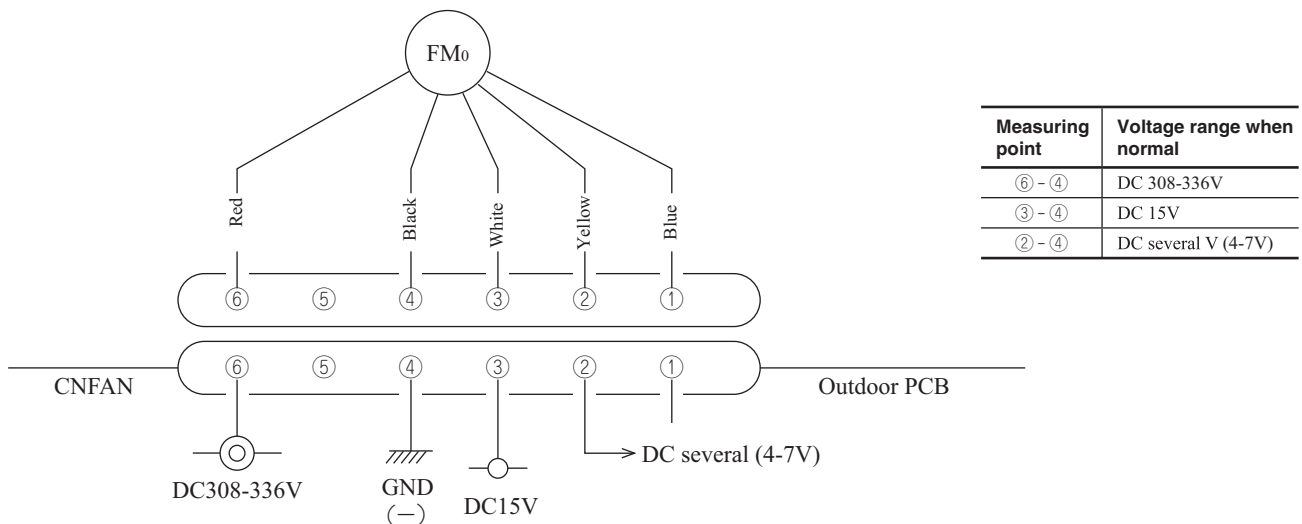 FM0
Red
Black
White
Yellow
Blue
⑥ ⑤ ④ ③ ② ①
⑥ ⑤ ④ ③ ② ①
CNFAN
Outdoor PCB
DC308-336V
GND
(−)
DC15V
DC several (4-7V)
Measuring point
Voltage range when normal
⑥ - ④ DC 308-336V
③ - ④ DC 15V
② - ④ DC several V (4-7V)